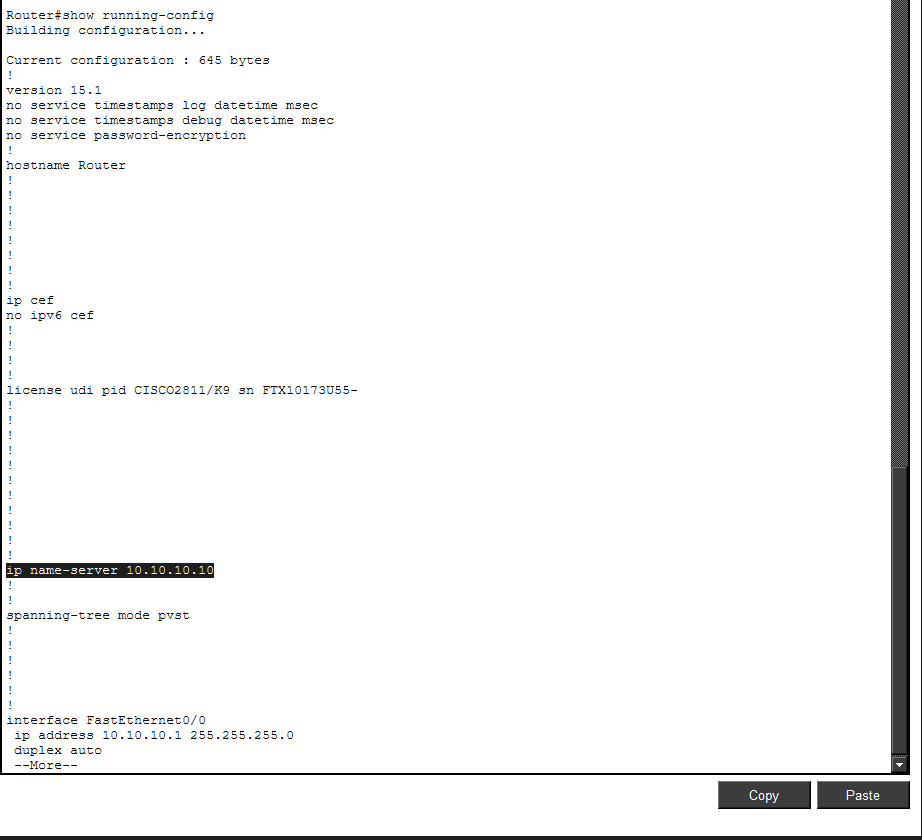 Router#show running-config
Building configuration...
Current configuration : 645 bytes
!
version 15.1
no service timestamps log datetime msec
no service timestamps debug datetime msec
no service password-encryption
!
hostname Router
!
!
!
!
!
!
!
!
ip cef
no ipv6 cef
!
!
!
!
license udi pid CISCO2811/K9 sn FTX10173U55-
!
!
!
!
!
!
!
!
!
!
!
ip name-server 10.10.10.10
!
!
spanning-tree mode pvst
!
!
!
!
!
!
interface FastEthernet0/0
 ip address 10.10.10.1 255.255.255.0
 duplex auto
 --More--
Copy
Paste